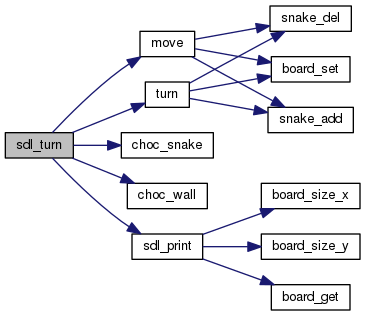 snake_del
move
board_set
turn
snake_add
sdl_turn
choc_snake
choc_wall
board_size_x
sdl_print
board_size_y
board_get